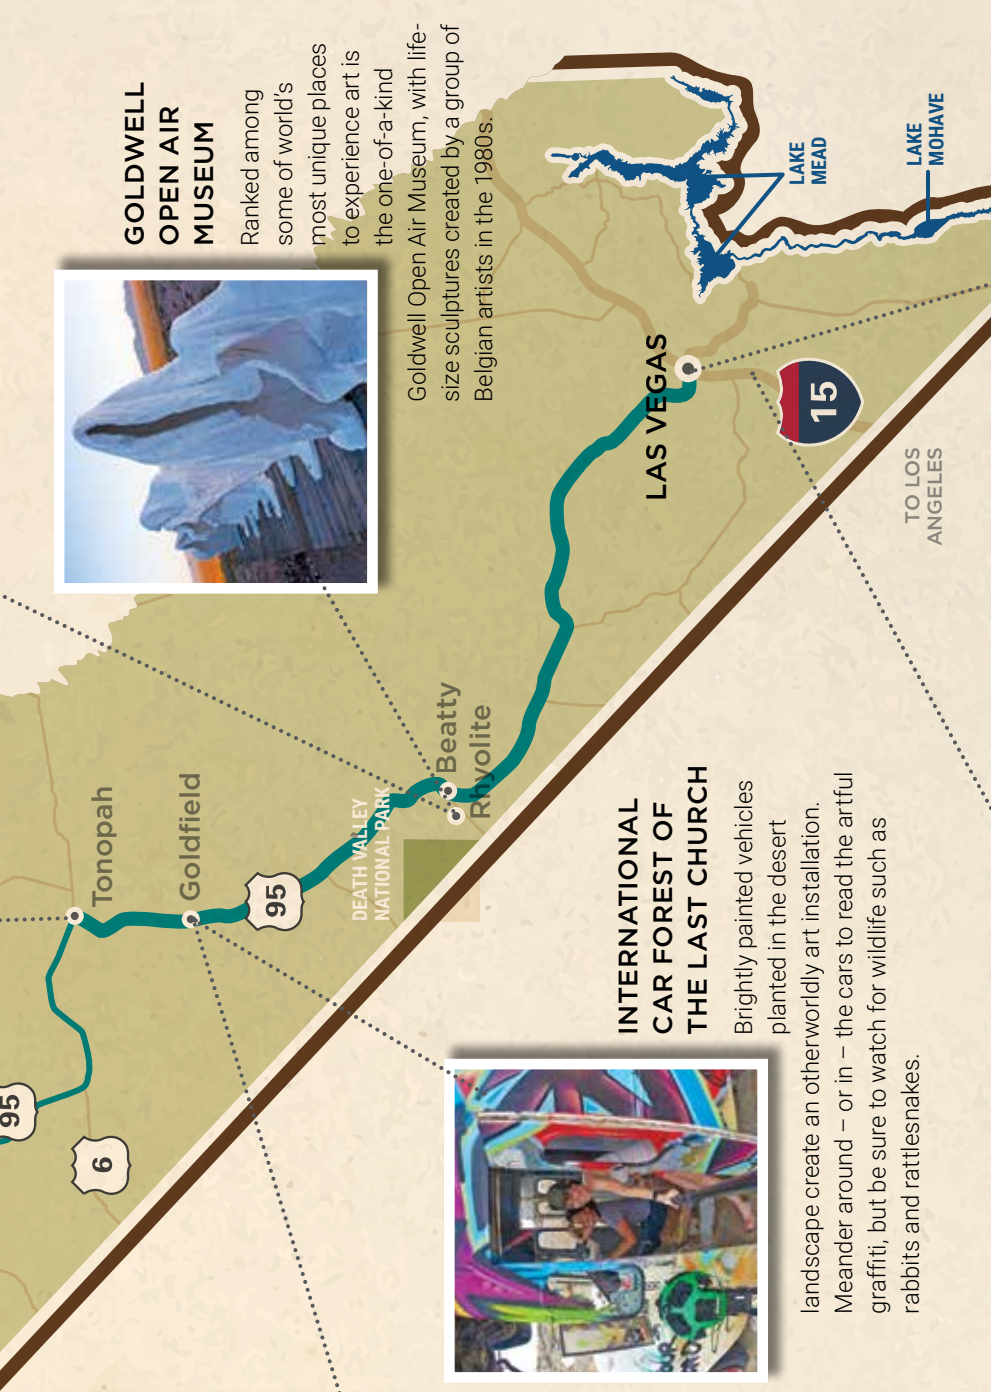 GOLDWELL
OPEN AIR
MUSEUM
Ranked among
some of world's
most unique places
to experience art is
the one-of-a-kind
Goldwell Open Air Museum, with life-
size sculptures created by a group of
Belgian artists in the 1980s.
LAKE
MEAD
LAKE
MOHAVE
LAS VEGAS
15
TO LOS
ANGELES
Beatty
Rhyolite
DEATH VALLEY
NATIONAL PARK
Tonopah
Goldfield
95
95
6
INTERNATIONAL
CAR FOREST OF
THE LAST CHURCH
Brightly painted vehicles
planted in the desert
landscape create an otherworldly art installation.
Meander around – or in – the cars to read the artful
graffiti, but be sure to watch for wildlife such as
rabbits and rattlesnakes.